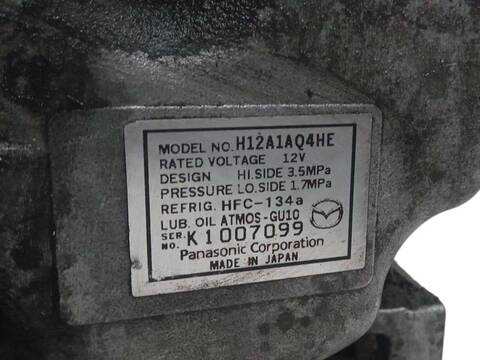 MODEL NO. H12A1AQ4HE
RATED VOLTAGE 12V
DESIGN HI.SIDE 3.5MPa
PRESSURE LO.SIDE 1.7MPa
REFRIG. HFC-134a
LUB. OIL ATMOS-GU10
SER. NO. K1007099
Panasonic Corporation
MADE IN JAPAN